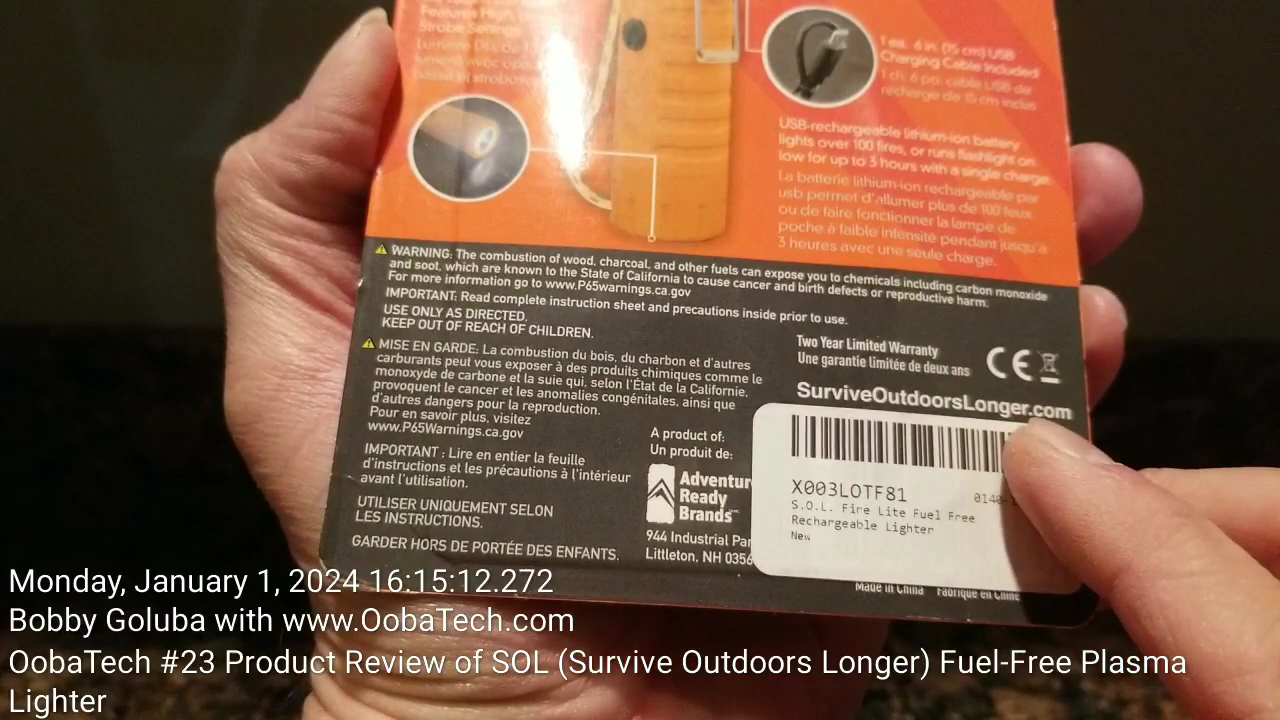 Features High,
Strobe Settings
1 ea. 6 in. (15 cm) USB
Charging Cable Included
1 ch. 6 po. cable USB de
recharge de 15 cm inclus
USB-rechargeable lithium-ion battery
lights over 100 fires, or runs flashlight on
low for up to 3 hours with a single charge.
La batterie lithium-ion rechargeable par
usb permet d'allumer plus de 100 feux
ou de faire fonctionner la lampe de
poche à faible intensité pendant jusqu'à
3 heures avec une seule charge.
WARNING: The combustion of wood, charcoal, and other fuels can expose you to chemicals including carbon monoxide
and soot, which are known to the State of California to cause cancer and birth defects or reproductive harm.
For more information go to www.P65warnings.ca.gov
IMPORTANT: Read complete instruction sheet and precautions inside prior to use.
USE ONLY AS DIRECTED.
KEEP OUT OF REACH OF CHILDREN.
MISE EN GARDE: La combustion du bois, du charbon et d'autres
carburants peut vous exposer à des produits chimiques comme le
monoxyde de carbone et la suie qui, selon l'État de la Californie,
provoquent le cancer et les anomalies congénitales, ainsi que
d'autres dangers pour la reproduction.
Pour en savoir plus, visitez
www.P65Warnings.ca.gov
IMPORTANT : Lire en entier la feuille
d'instructions et les précautions à l'intérieur
avant l'utilisation.
UTILISER UNIQUEMENT SELON
LES INSTRUCTIONS.
GARDER HORS DE PORTÉE DES ENFANTS.
Two Year Limited Warranty
Une garantie limitée de deux ans
CE
SurviveOutdoorsLonger.com
A product of:
Un produit de:
Adventur
Ready
Brands
944 Industrial Par
Littleton, NH 0356
X003LOTF81
0140-
S.O.L. Fire Lite Fuel Free
Rechargeable Lighter
New
Made in China Fabriqué en Chine
Monday, January 1, 2024 16:15:12.272
Bobby Goluba with www.OobaTech.com
OobaTech #23 Product Review of SOL (Survive Outdoors Longer) Fuel-Free Plasma
Lighter